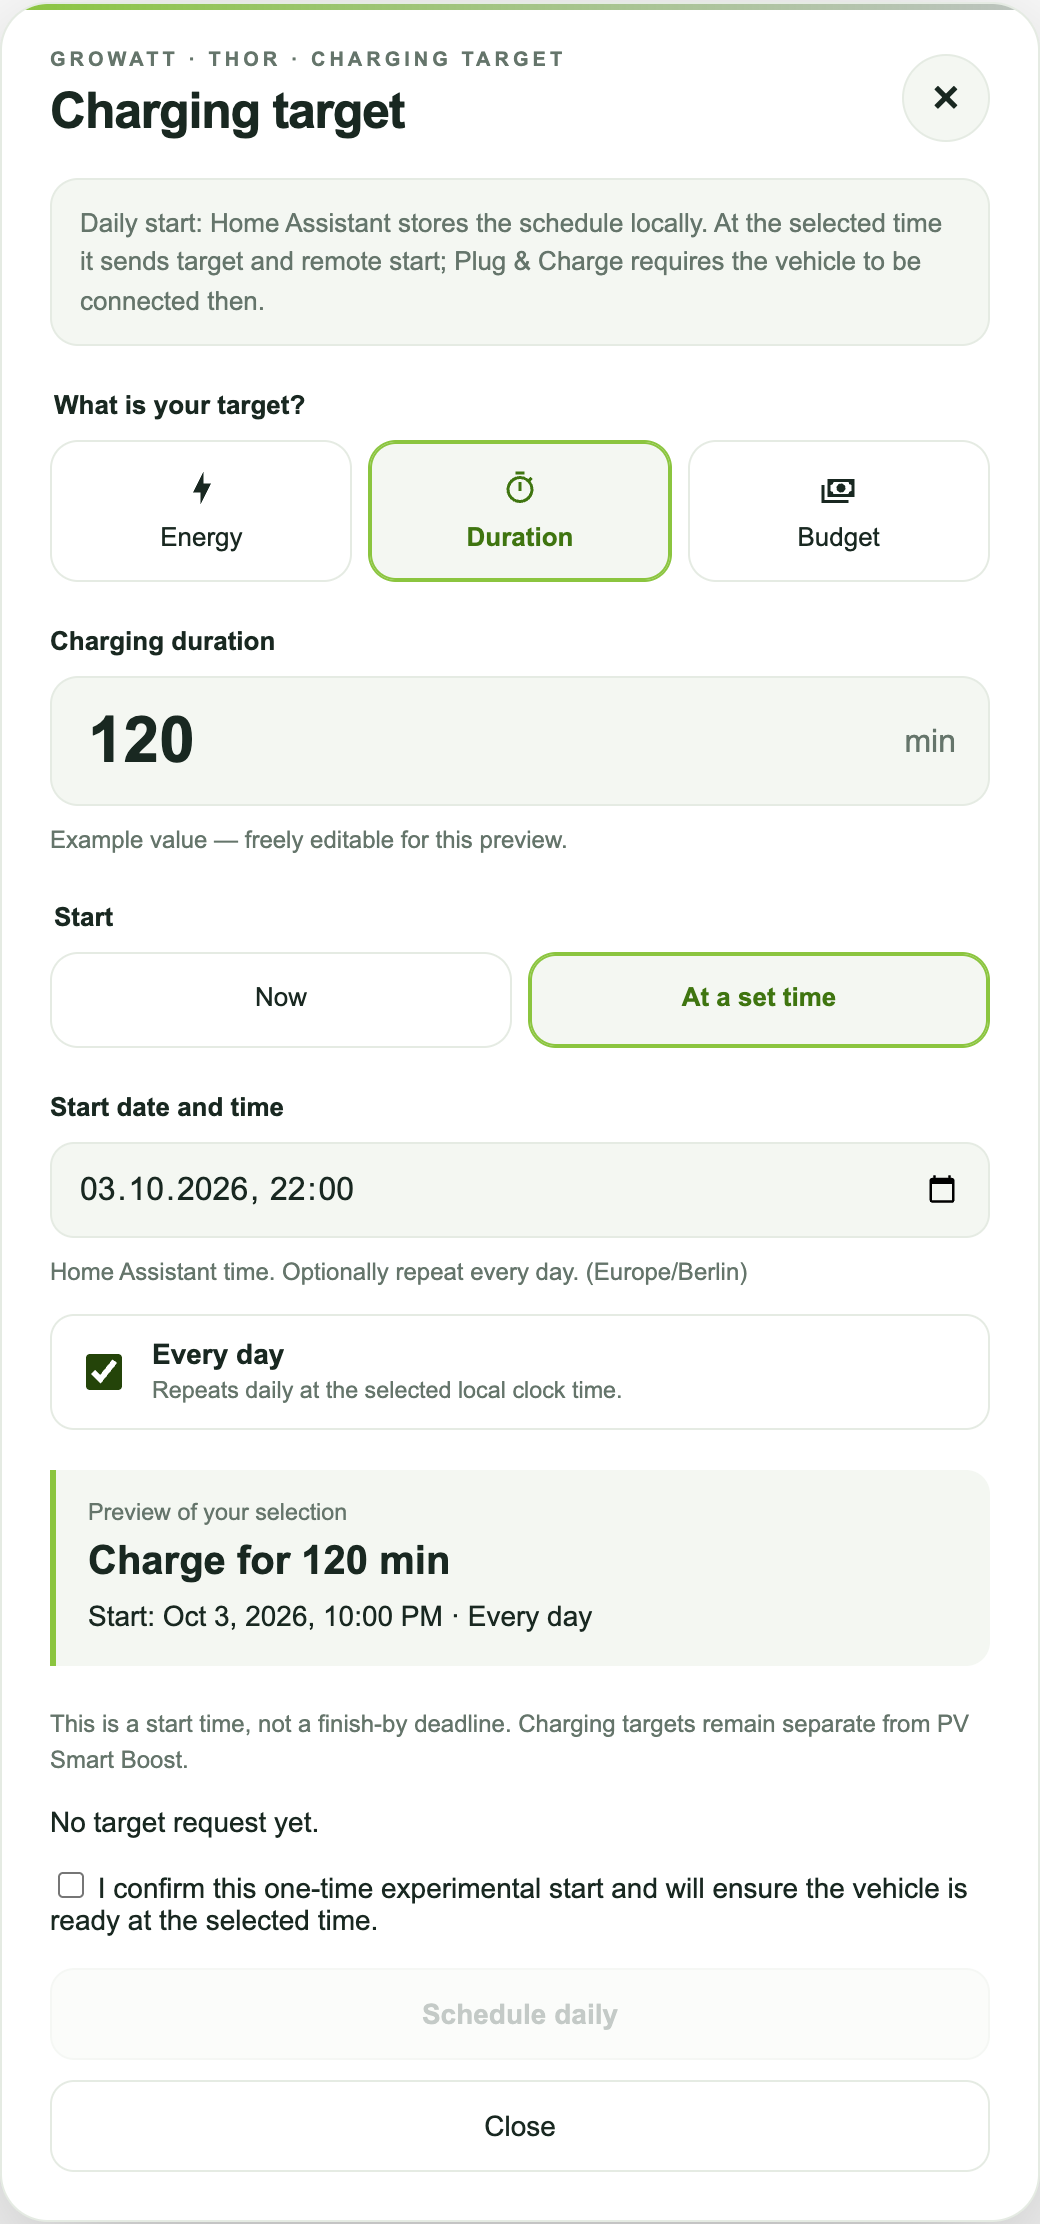 GROWATT · THOR · CHARGING TARGET
Charging target
Daily start: Home Assistant stores the schedule locally. At the selected time
it sends target and remote start; Plug & Charge requires the vehicle to be
connected then.
What is your target?
Energy
Duration
Budget
Charging duration
120
min
Example value — freely editable for this preview.
Start
Now
At a set time
Start date and time
03.10.2026, 22:00
Home Assistant time. Optionally repeat every day. (Europe/Berlin)
Every day
Repeats daily at the selected local clock time.
Preview of your selection
Charge for 120 min
Start: Oct 3, 2026, 10:00 PM · Every day
This is a start time, not a finish-by deadline. Charging targets remain separate from PV
Smart Boost.
No target request yet.
I confirm this one-time experimental start and will ensure the vehicle is
ready at the selected time.
Schedule daily
Close